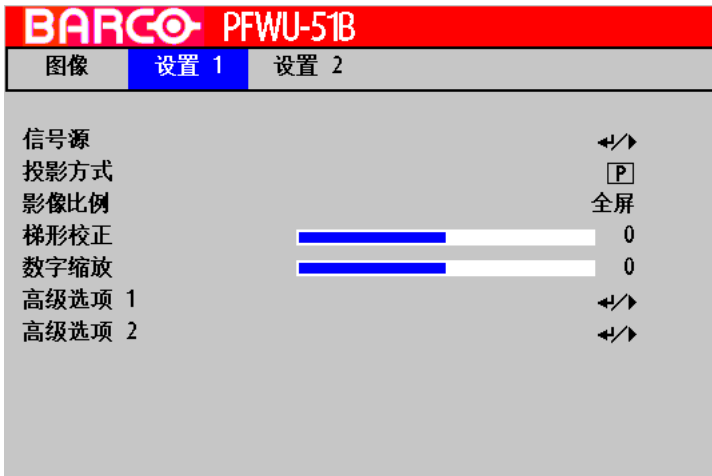 BARCO PFWU-51B
图像 设置 1 设置 2
信号源
投影方式 P
影像比例 全屏
梯形校正 0
数字缩放 0
高级选项 1
高级选项 2